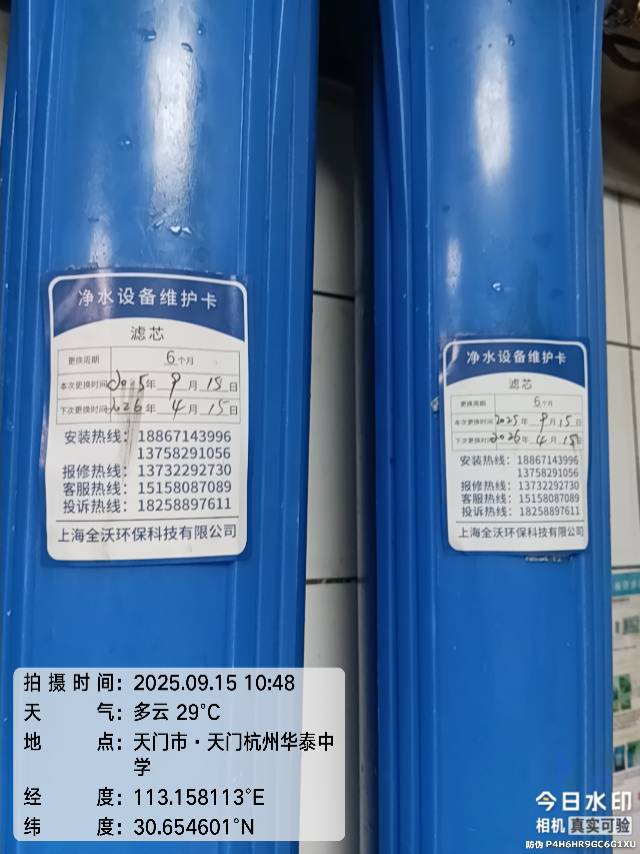 净水设备维护卡
滤芯
更换周期 6个月
本次更换时间 2025年 9月 15日
下次更换时间 2026年 4月 15日
安装热线：18867143996
13758291056
报修热线：13732292730
客服热线：15158087089
投诉热线：18258897611
上海全沃环保科技有限公司
净水设备维护卡
滤芯
更换周期 6个月
本次更换时间 2025年 9月 15日
下次更换时间 2026年 4月 15日
安装热线：18867143996
13758291056
报修热线：13732292730
客服热线：15158087089
投诉热线：18258897611
上海全沃环保科技有限公司
拍摄时间：2025.09.15 10:48
天气：多云 29°C
地点：天门市·天门杭州华泰中
学
经度：113.158113°E
纬度：30.654601°N
今日水印
相机 真实可验
防伪 P4H6HR9GC6G1XU